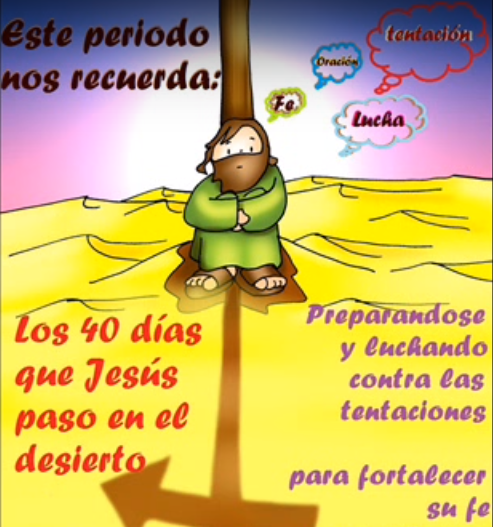 Este periodo
nos recuerda:
tentación
Oración
Fe
Lucha
Los 40 días
que Jesús
paso en el
desierto
Preparandose
y luchando
contra las
tentaciones
para fortalecer
su fe